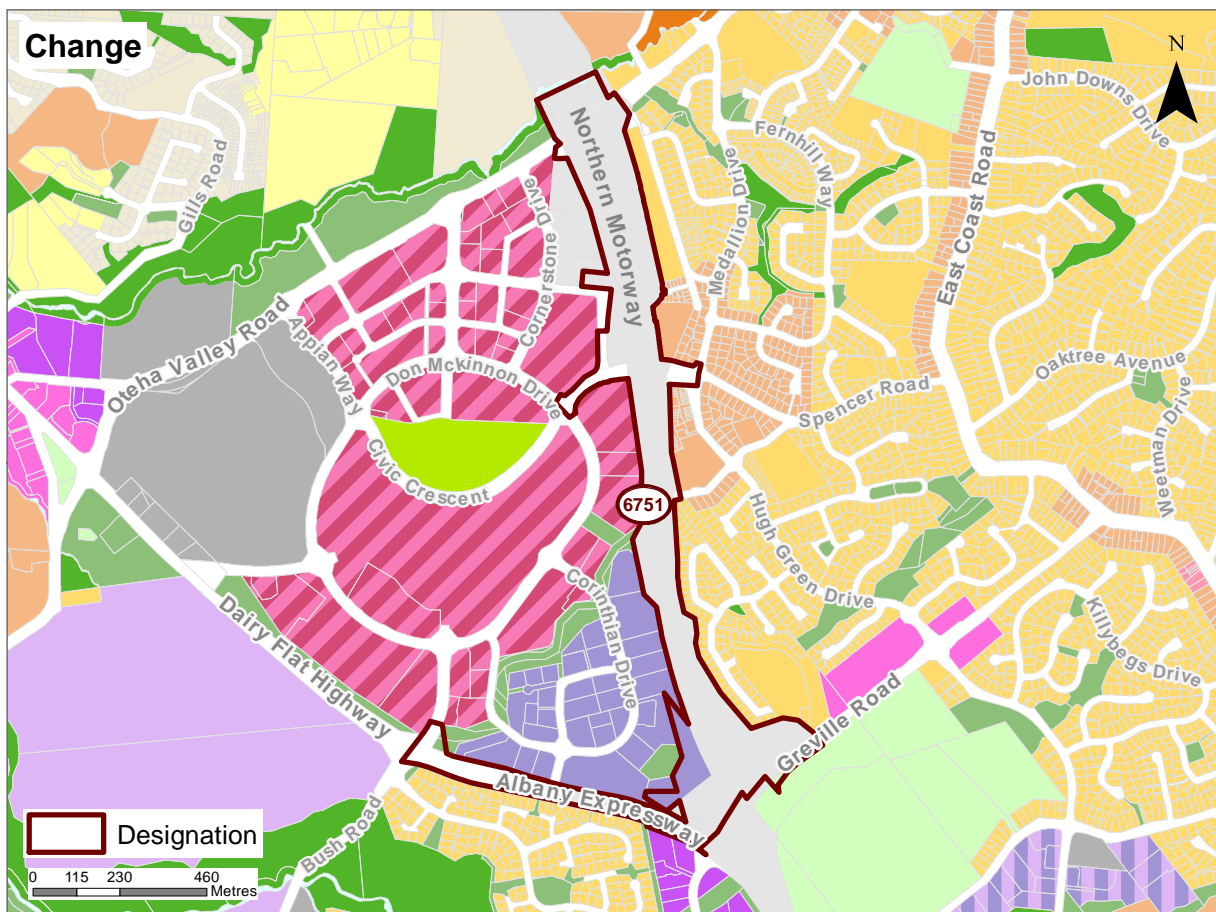 Change
N
John Downs Drive
Northern Motorway
Fernhill Way
Gills Road
Medallion Drive
East Coast Road
Cornerstone Drive
Oteha Valley Road
Appian Way
Don Mckinnon Drive
Oaktree Avenue
Spencer Road
Weetman Drive
Civic Crescent
6751
Hugh Green Drive
Corinthian Drive
Dairy Flat Highway
Killybegs Drive
Greville Road
Albany Expressway
Bush Road
Designation
0 115 230 460
Metres